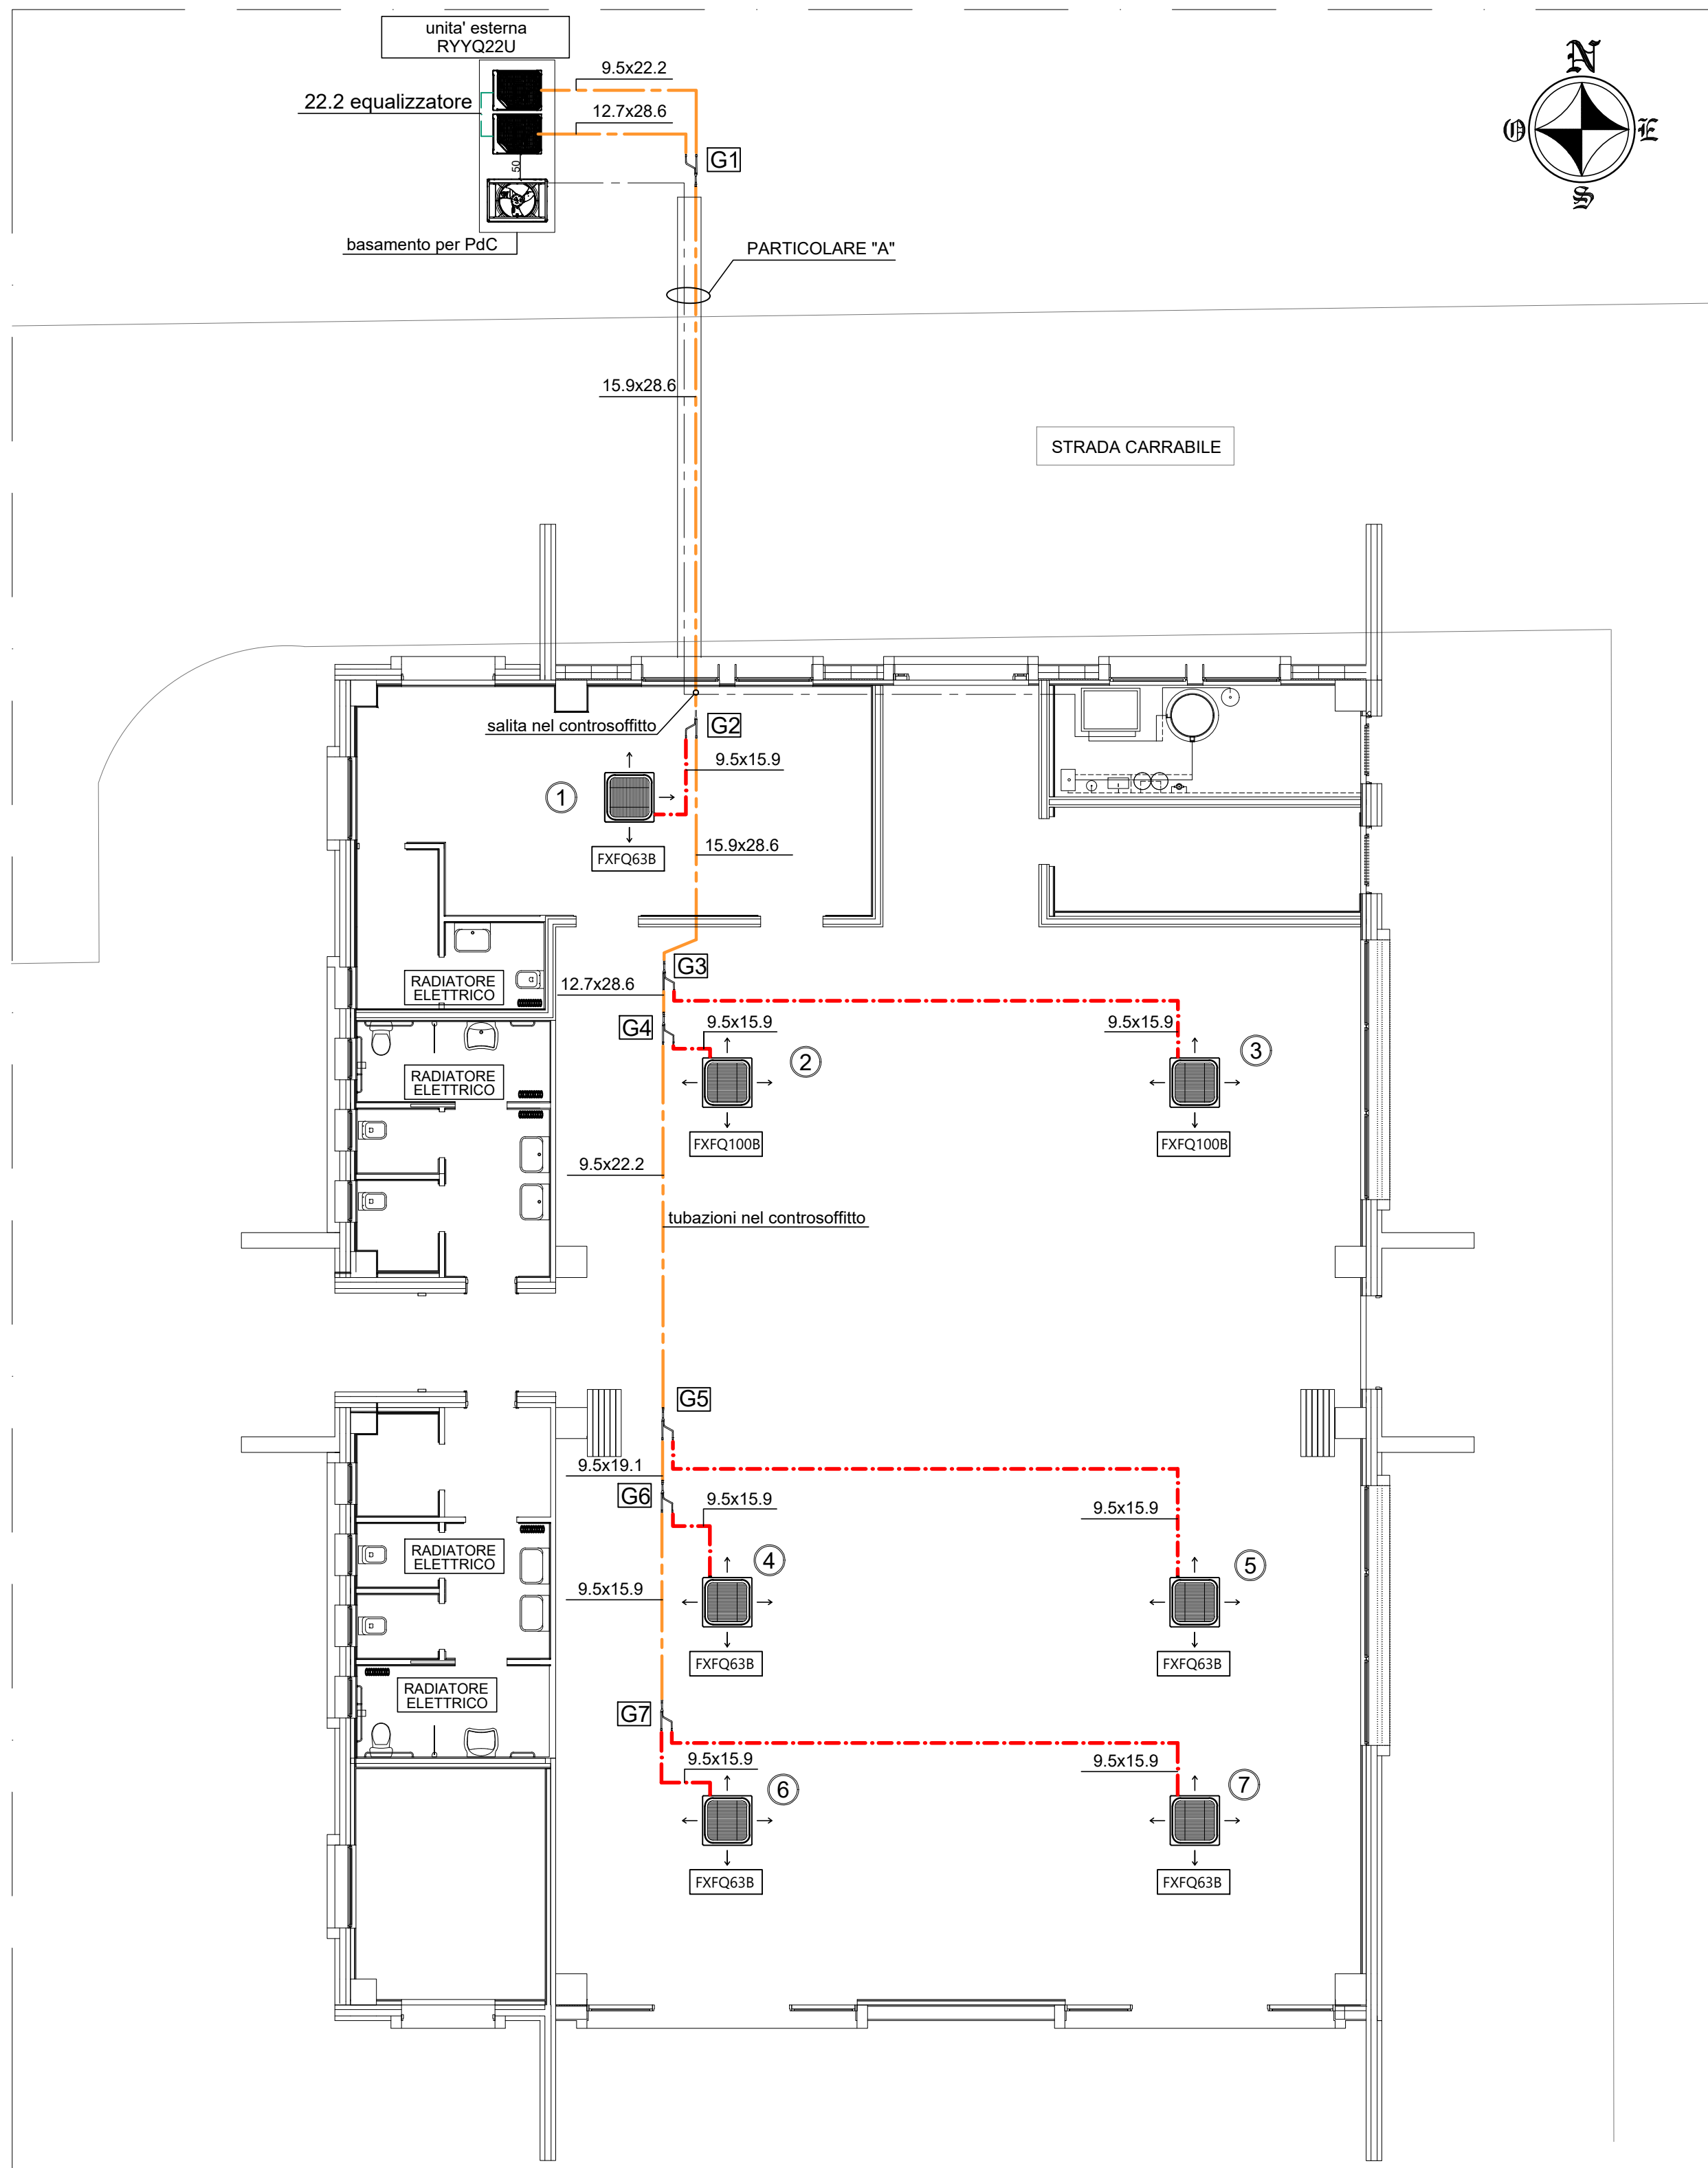 unita' esterna
RYYQ22U
9.5x22.2
22.2 equalizzatore
12.7x28.6
G1
50
N
O
E
S
basamento per PdC
PARTICOLARE "A"
15.9x28.6
STRADA CARRABILE
salita nel controsoffitto
G2
9.5x15.9
1
15.9x28.6
FXFQ63B
G3
RADIATORE
ELETTRICO
12.7x28.6
G4
9.5x15.9
9.5x15.9
2
3
RADIATORE
ELETTRICO
FXFQ100B
FXFQ100B
9.5x22.2
tubazioni nel controsoffitto
G5
9.5x19.1
G6
9.5x15.9
9.5x15.9
RADIATORE
ELETTRICO
4
5
9.5x15.9
FXFQ63B
FXFQ63B
RADIATORE
ELETTRICO
G7
9.5x15.9
9.5x15.9
6
7
FXFQ63B
FXFQ63B